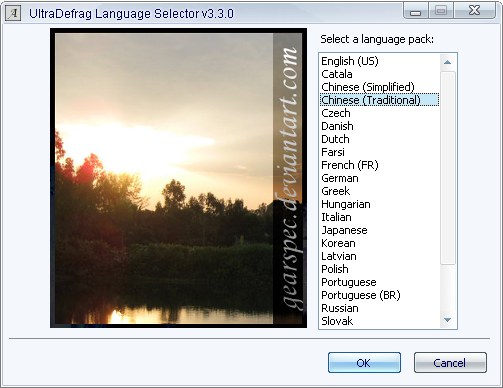 UltraDefrag Language Selector v3.3.0
Select a language pack:
gearspec.deviantart.com
English (US)
Catala
Chinese (Simplified)
Chinese (Traditional)
Czech
Danish
Dutch
Farsi
French (FR)
German
Greek
Hungarian
Italian
Japanese
Korean
Latvian
Polish
Portuguese
Portuguese (BR)
Russian
Slovak
OK
Cancel